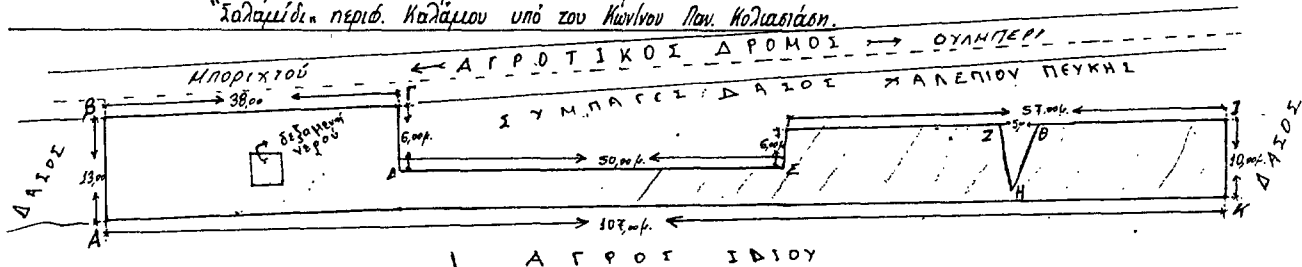 "Σαλαμίδι" περιφ. Καλάμου υπό του Κων/νου Παν. Κολιασιάση.
← ΑΓΡΟΤΙΚΟΣ ΔΡΟΜΟΣ → ΟΥΛΜΠΕΡΙ
ΜΠΟΡΙΧΤΟΥ
ΣΥΜΠΑΓΕΣ ΔΑΣΟΣ ΧΑΛΕΠΙΟΥ ΠΕΥΚΗΣ
Β 38,00 Γ
57,00μ. Ι
δεξαμενή
νερού
6,00μ.
6,00μ.
Ζ 5,00 Θ
ΔΑΣΟΣ
13,00
Δ 50,00μ. Ε
10,00μ.
ΔΑΣΟΣ
Η
Α 107,00μ. Κ
ΑΓΡΟΣ ΙΔΙΟΥ